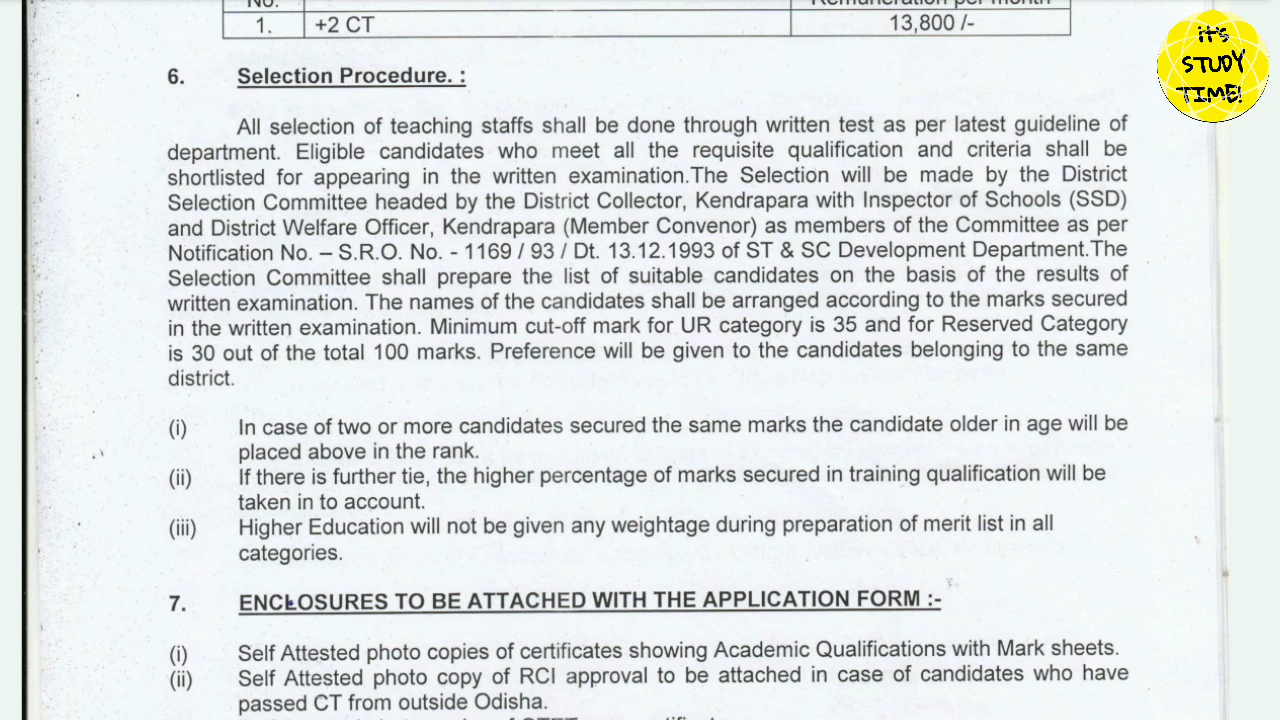 No.
Remuneration per month
1. +2 CT 13,800 /-
IT'S
STUDY
TIME!
6. Selection Procedure. :
All selection of teaching staffs shall be done through written test as per latest guideline of
department. Eligible candidates who meet all the requisite qualification and criteria shall be
shortlisted for appearing in the written examination.The Selection will be made by the District
Selection Committee headed by the District Collector, Kendrapara with Inspector of Schools (SSD)
and District Welfare Officer, Kendrapara (Member Convenor) as members of the Committee as per
Notification No. – S.R.O. No. - 1169 / 93 / Dt. 13.12.1993 of ST & SC Development Department.The
Selection Committee shall prepare the list of suitable candidates on the basis of the results of
written examination. The names of the candidates shall be arranged according to the marks secured
in the written examination. Minimum cut-off mark for UR category is 35 and for Reserved Category
is 30 out of the total 100 marks. Preference will be given to the candidates belonging to the same
district.
(i) In case of two or more candidates secured the same marks the candidate older in age will be
placed above in the rank.
(ii) If there is further tie, the higher percentage of marks secured in training qualification will be
taken in to account.
(iii) Higher Education will not be given any weightage during preparation of merit list in all
categories.
7. ENCLOSURES TO BE ATTACHED WITH THE APPLICATION FORM :-
(i) Self Attested photo copies of certificates showing Academic Qualifications with Mark sheets.
(ii) Self Attested photo copy of RCI approval to be attached in case of candidates who have
passed CT from outside Odisha.